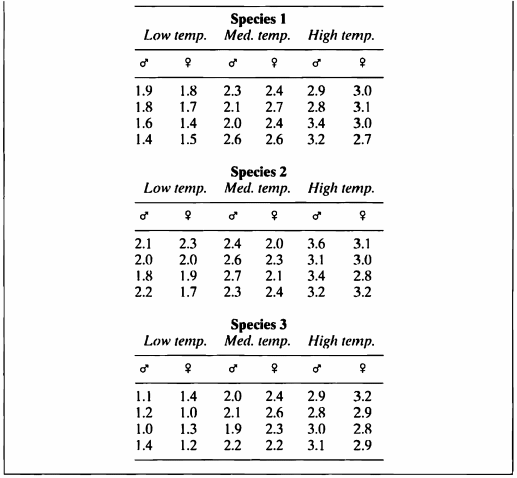 Species 1
Low temp. Med. temp. High temp.
♂ ♀ ♂ ♀ ♂ ♀
1.9 1.8 2.3 2.4 2.9 3.0
1.8 1.7 2.1 2.7 2.8 3.1
1.6 1.4 2.0 2.4 3.4 3.0
1.4 1.5 2.6 2.6 3.2 2.7
Species 2
Low temp. Med. temp. High temp.
♂ ♀ ♂ ♀ ♂ ♀
2.1 2.3 2.4 2.0 3.6 3.1
2.0 2.0 2.6 2.3 3.1 3.0
1.8 1.9 2.7 2.1 3.4 2.8
2.2 1.7 2.3 2.4 3.2 3.2
Species 3
Low temp. Med. temp. High temp.
♂ ♀ ♂ ♀ ♂ ♀
1.1 1.4 2.0 2.4 2.9 3.2
1.2 1.0 2.1 2.6 2.8 2.9
1.0 1.3 1.9 2.3 3.0 2.8
1.4 1.2 2.2 2.2 3.1 2.9